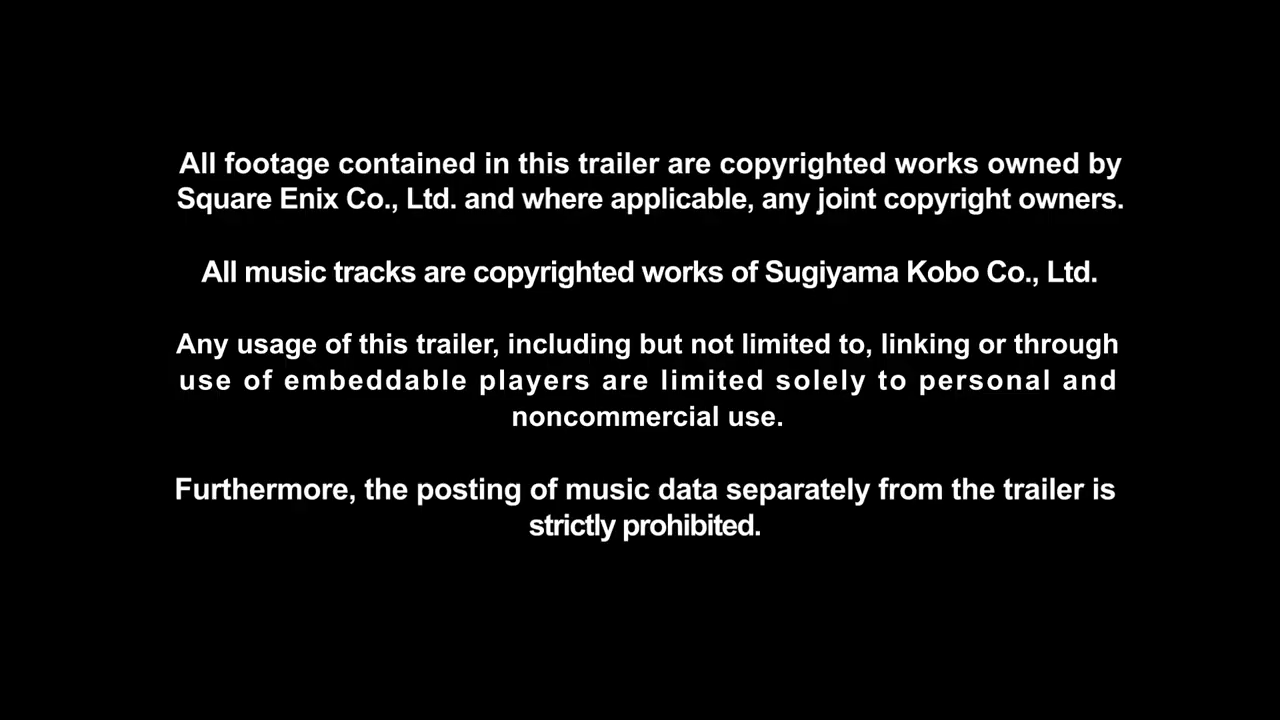 All footage contained in this trailer are copyrighted works owned by
Square Enix Co., Ltd. and where applicable, any joint copyright owners.
All music tracks are copyrighted works of Sugiyama Kobo Co., Ltd.
Any usage of this trailer, including but not limited to, linking or through
use of embeddable players are limited solely to personal and
noncommercial use.
Furthermore, the posting of music data separately from the trailer is
strictly prohibited.